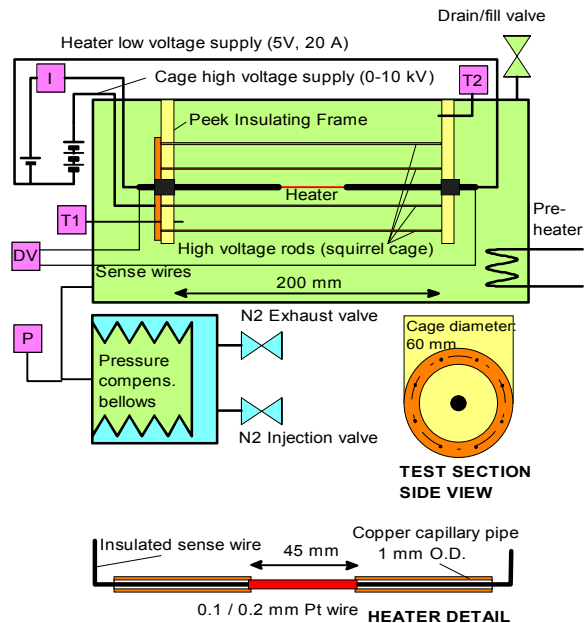 Drain/fill valve
Heater low voltage supply (5V, 20 A)
I
Cage high voltage supply (0-10 kV)
T2
Peek Insulating Frame
Heater
T1
Pre-
heater
High voltage rods (squirrel cage)
DV
Sense wires
200 mm
N2 Exhaust valve
Cage diameter:
60 mm
P
Pressure
compens.
bellows
N2 Injection valve
TEST SECTION
SIDE VIEW
Insulated sense wire
45 mm
Copper capillary pipe
1 mm O.D.
0.1 / 0.2 mm Pt wire
HEATER DETAIL